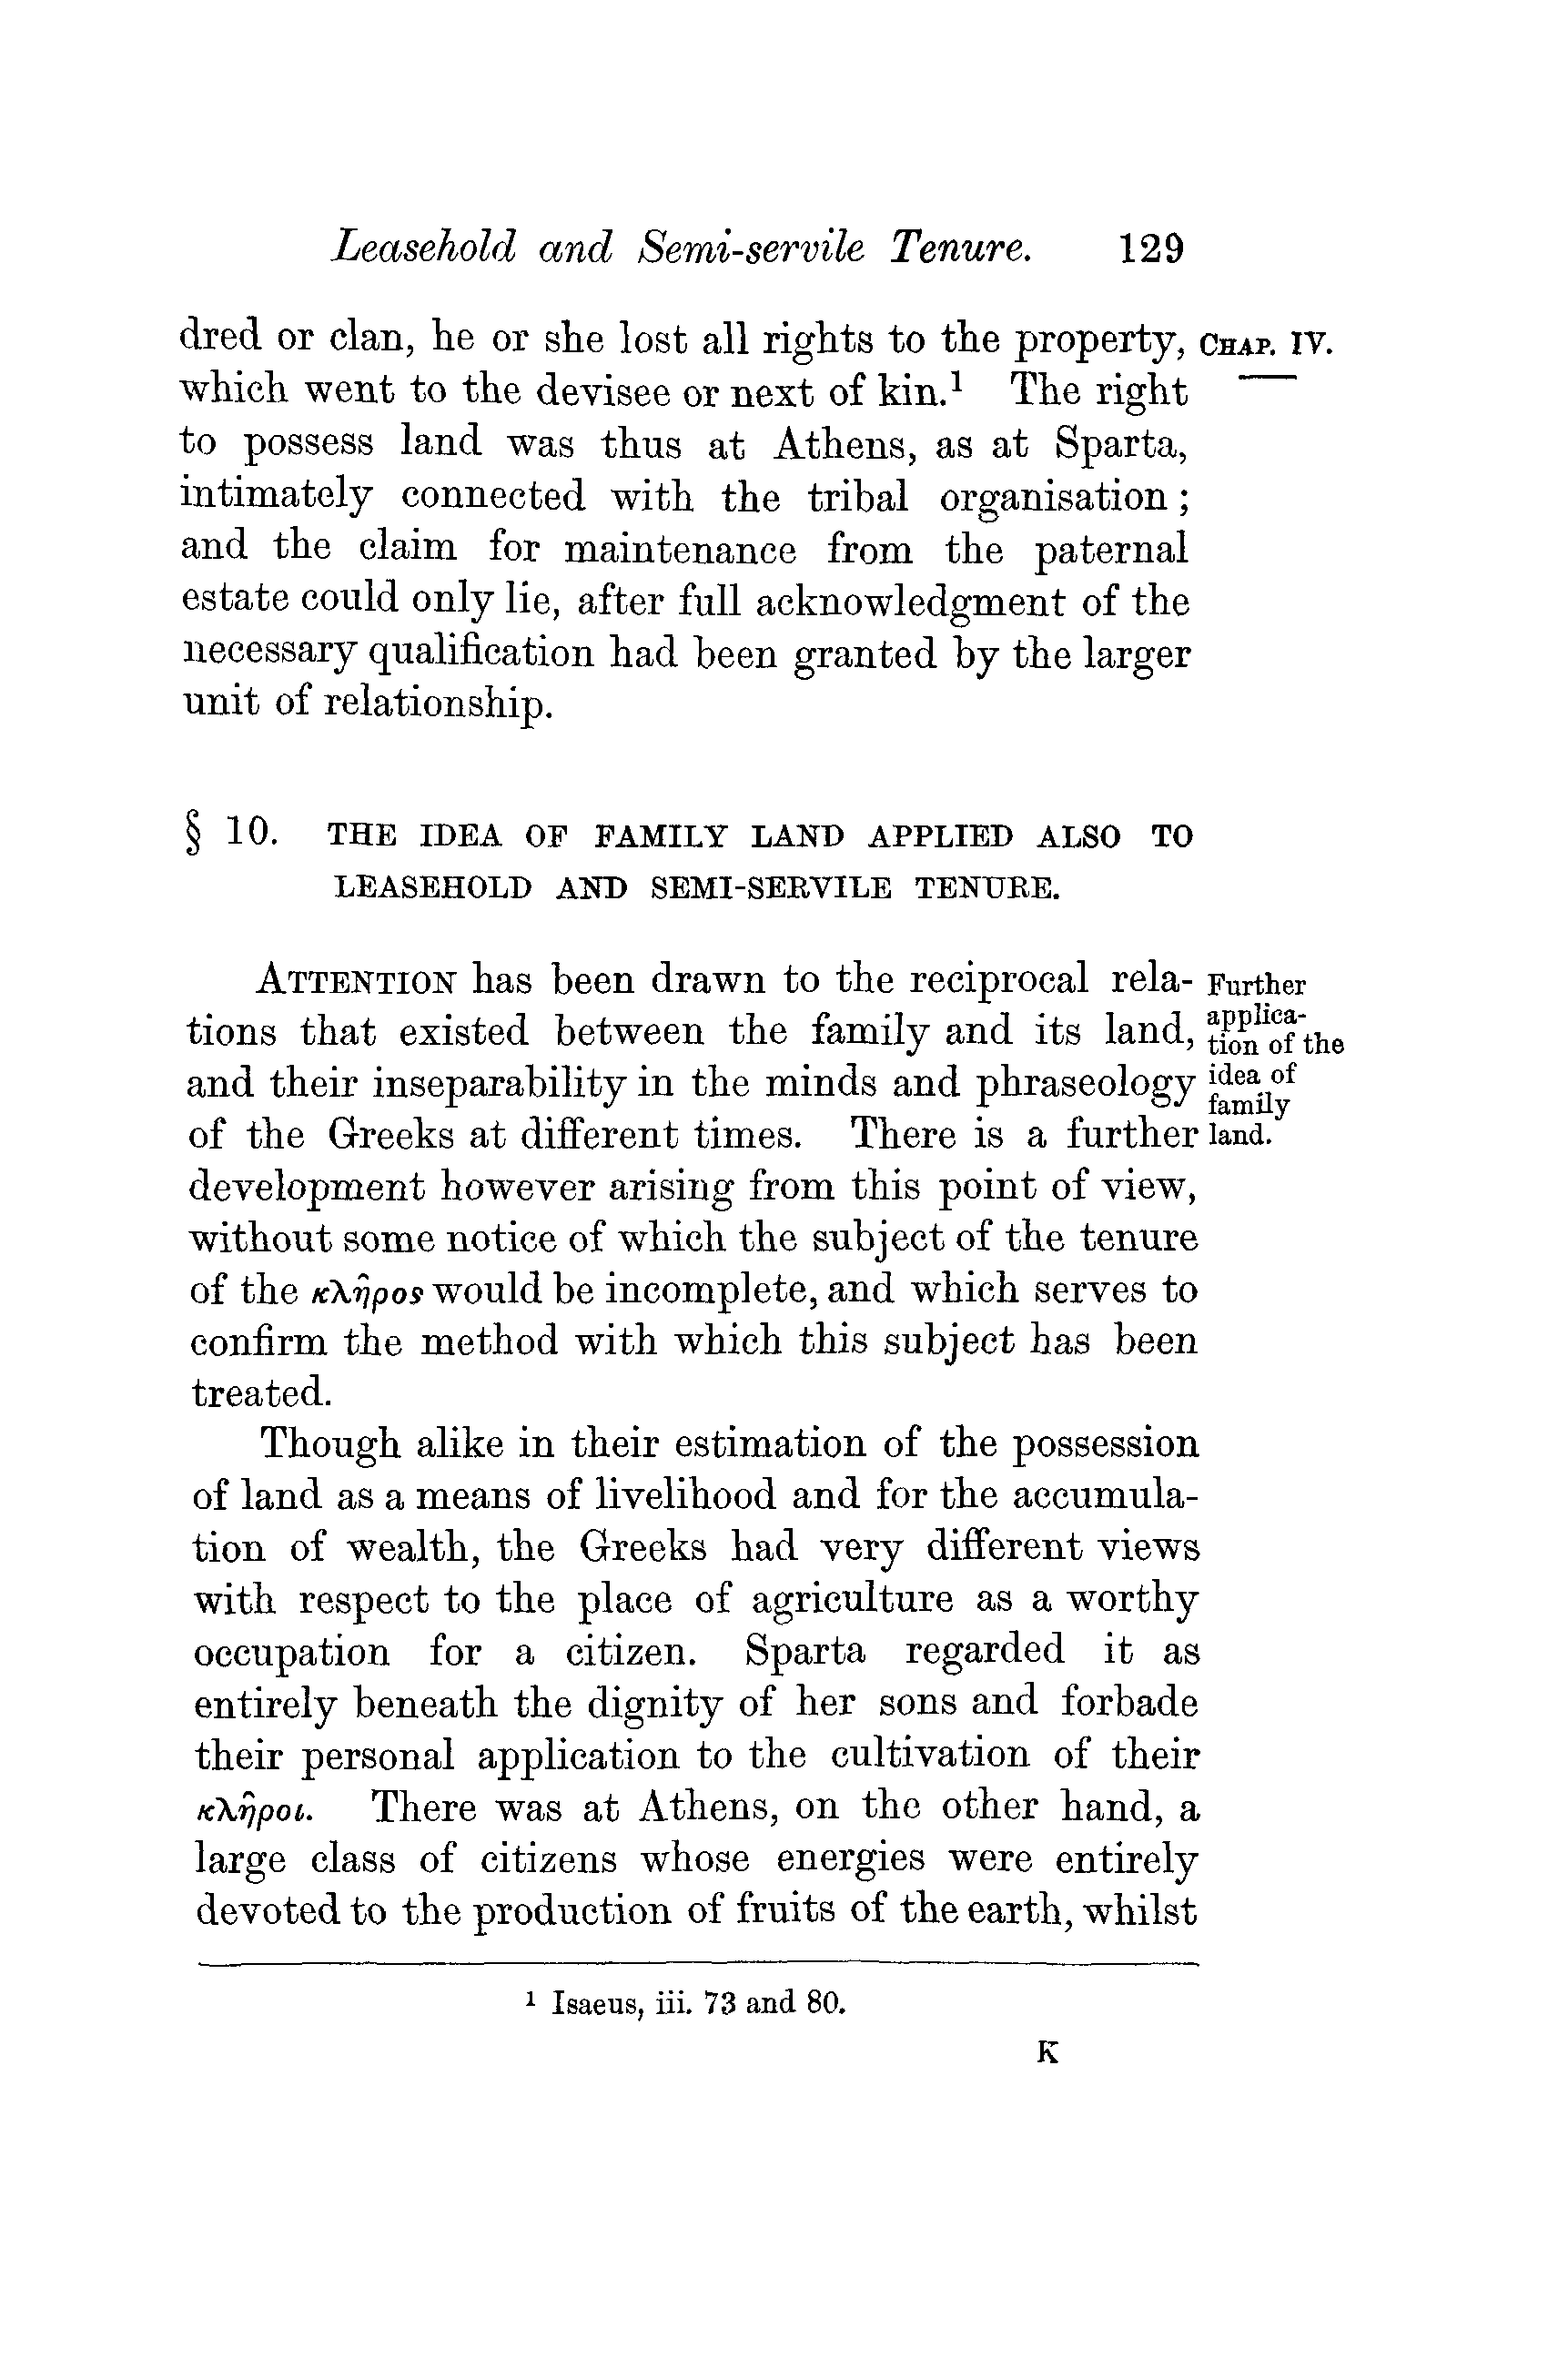 Leasehold and Semi-servile Tenure. 129
dred or clan, he or she lost all rights to the property, CHAP. IV.
which went to the devisee or next of kin.¹ The right
to possess land was thus at Athens, as at Sparta,
intimately connected with the tribal organisation;
and the claim for maintenance from the paternal
estate could only lie, after full acknowledgment of the
necessary qualification had been granted by the larger
unit of relationship.
§ 10. THE IDEA OF FAMILY LAND APPLIED ALSO TO
LEASEHOLD AND SEMI-SERVILE TENURE.
ATTENTION has been drawn to the reciprocal rela-
tions that existed between the family and its land,
and their inseparability in the minds and phraseology
of the Greeks at different times. There is a further
development however arising from this point of view,
without some notice of which the subject of the tenure
of the κλῆρος would be incomplete, and which serves to
confirm the method with which this subject has been
treated.
Further
applica-
tion of the
idea of
family
land.
Though alike in their estimation of the possession
of land as a means of livelihood and for the accumula-
tion of wealth, the Greeks had very different views
with respect to the place of agriculture as a worthy
occupation for a citizen. Sparta regarded it as
entirely beneath the dignity of her sons and forbade
their personal application to the cultivation of their
κλῆροι. There was at Athens, on the other hand, a
large class of citizens whose energies were entirely
devoted to the production of fruits of the earth, whilst
¹ Isaeus, iii. 73 and 80.
K